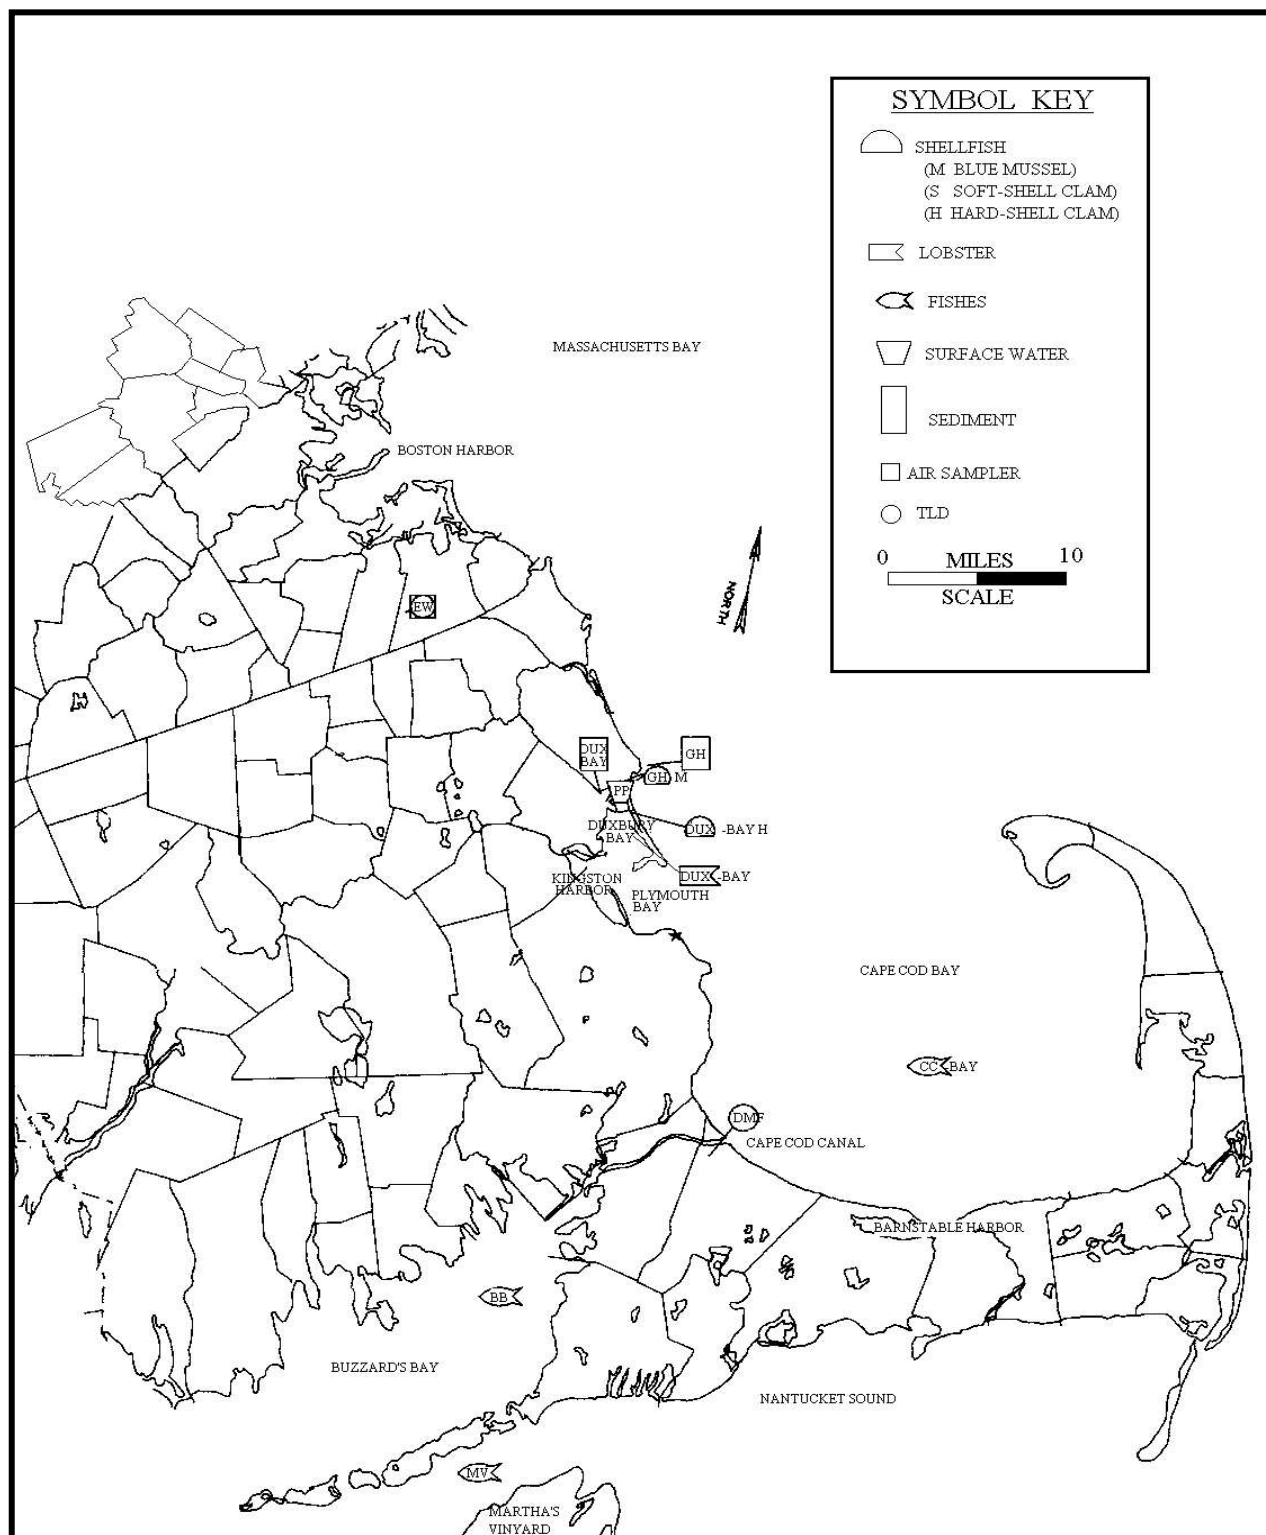 SYMBOL KEY
SHELLFISH
(M BLUE MUSSEL)
(S SOFT-SHELL CLAM)
(H HARD-SHELL CLAM)
LOBSTER
FISHES
SURFACE WATER
SEDIMENT
AIR SAMPLER
TLD
0 MILES 10
SCALE
MASSACHUSETTS BAY
BOSTON HARBOR
NORTH
EW
DUX
BAY
GH
GH M
PP
DUXBURY
BAY
DUX -BAY H
KINGSTON
HARBOR
DUX -BAY
PLYMOUTH
BAY
CAPE COD BAY
CC -BAY
DMF
CAPE COD CANAL
BARNSTABLE HARBOR
BB
BUZZARD'S BAY
NANTUCKET SOUND
MV
MARTHA'S
VINYARD